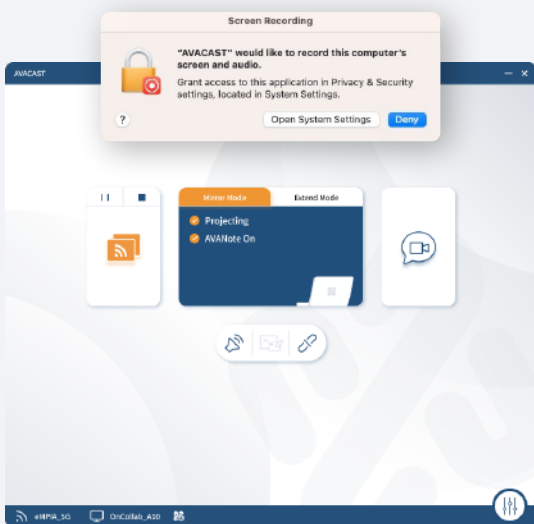 Screen Recording
"AVACAST" would like to record this computer's
screen and audio.
Grant access to this application in Privacy & Security
settings, located in System Settings.
?
Open System Settings
Deny
AVACAST
Mirror Mode
Extend Mode
Projecting
AVANote On
eMPIA_5G
OnCollab_A10